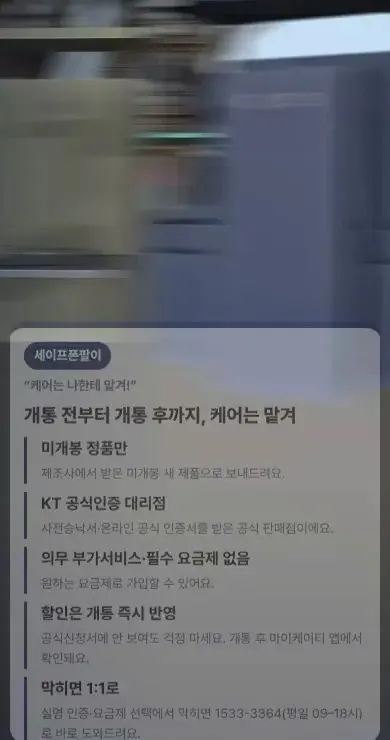 세이프폰팔이
“케어는 나한테 맡겨!”
개통 전부터 개통 후까지, 케어는 맡겨
미개봉 정품만
제조사에서 받은 미개봉 새 제품으로 보내드려요.
KT 공식인증 대리점
사전승낙서·온라인 공식 인증서를 받은 공식 판매점이에요.
의무 부가서비스·필수 요금제 없음
원하는 요금제로 가입할 수 있어요.
할인은 개통 즉시 반영
공식신청서에 안 보여도 걱정 마세요. 개통 후 마이케이티 앱에서
확인돼요.
막히면 1:1로
실명 인증·요금제 선택에서 막히면 1533-3364(평일 09–18시)
로 바로 도와드려요.